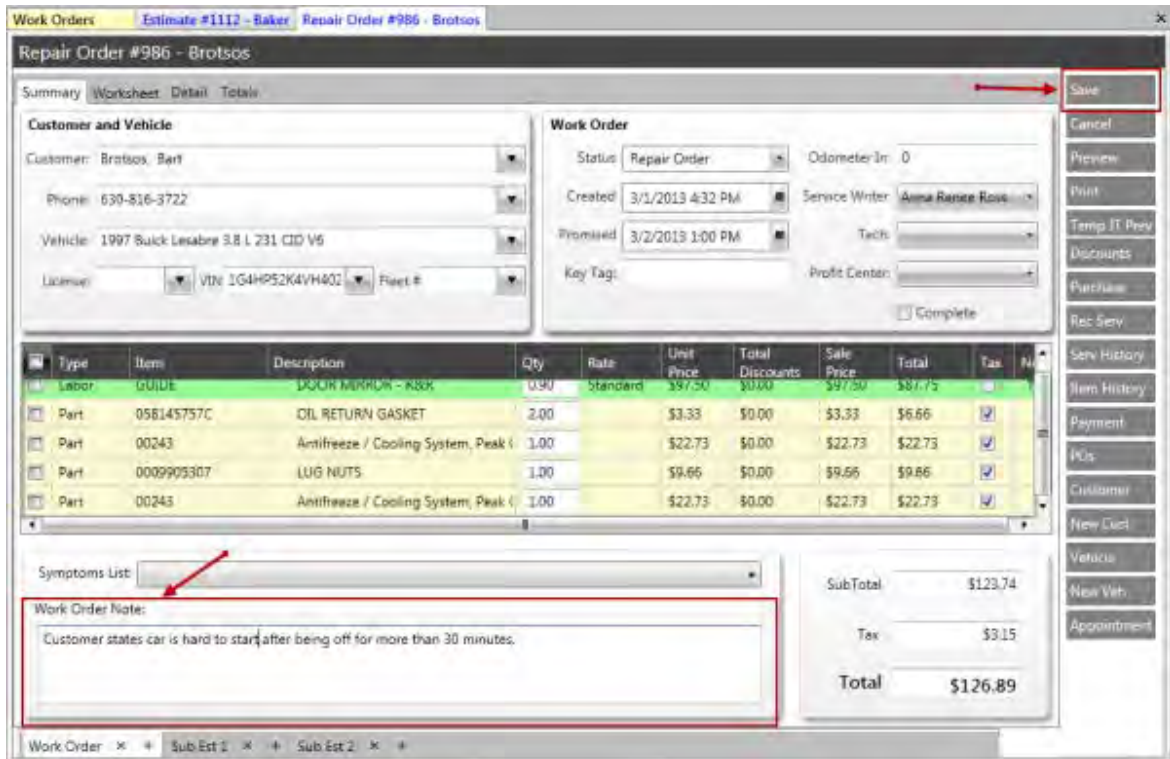 Work Orders Estimate #1112 - Baker Repair Order #986 - Brotsos
Repair Order #986 - Brotsos
Summary Worksheet Detail Totals
Save
Customer and Vehicle
Customer: Brotsos, Bart
Phone: 630-816-3722
Vehicle: 1997 Buick Lesabre 3.8 L 231 CID V6
License: VIN: 1G4HP52K4VH402 Fleet #
Work Order
Status Repair Order Odometer In: 0
Created 3/1/2013 4:32 PM Service Writer Anna Renee Ross
Promised 3/2/2013 1:00 PM Tech:
Key Tag: Profit Center:
Complete
Cancel
Preview
Print
Temp IT Prev
Discounts
Purchase
Rec Serv
Serv History
Item History
Payment
POs
Customer
New Cust
Vehicle
New Veh
Appointment
Type Item Description Qty Rate Unit Price Total Discounts Sale Price Total Tax
Labor GUIDE DOOR MIRROR - R&R 0.90 Standard $97.50 $0.00 $97.50 $87.75
Part 058145757C OIL RETURN GASKET 2.00 $3.33 $0.00 $3.33 $6.66
Part 00243 Antifreeze / Cooling System, Peak 1.00 $22.73 $0.00 $22.73 $22.73
Part 0009905307 LUG NUTS 1.00 $9.66 $0.00 $9.66 $9.66
Part 00243 Antifreeze / Cooling System, Peak 1.00 $22.73 $0.00 $22.73 $22.73
Symptoms List
Work Order Note:
Customer states car is hard to start after being off for more than 30 minutes.
SubTotal $123.74
Tax $3.15
Total $126.89
Work Order × + Sub Est 1 × + Sub Est 2 × +